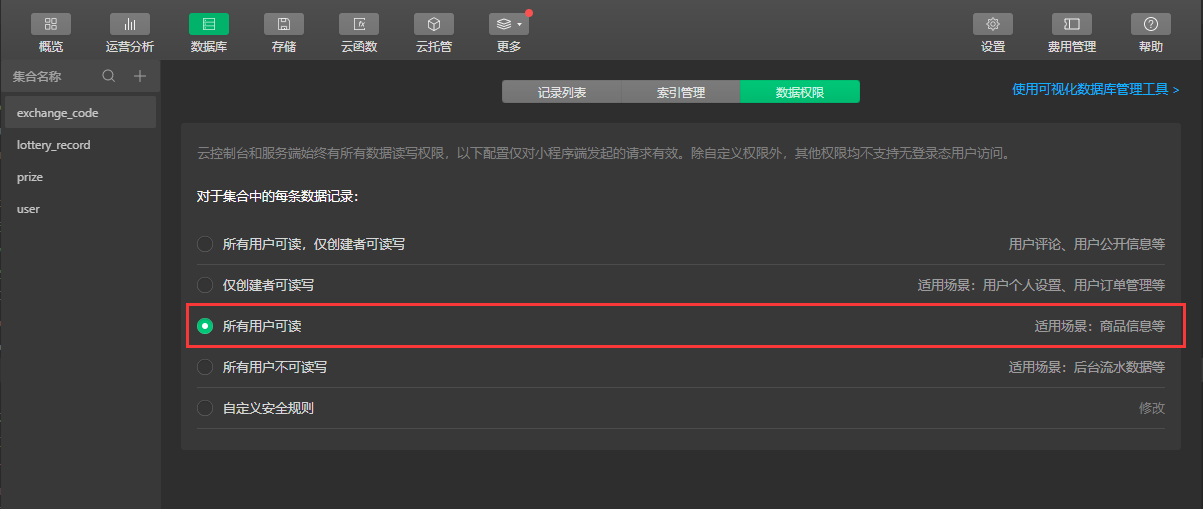 概览 运营分析 数据库 存储 云函数 云托管 更多 设置 费用管理 帮助
集合名称
exchange_code
lottery_record
prize
user
记录列表 索引管理 数据权限
使用可视化数据库管理工具 >
云控制台和服务端始终有所有数据读写权限，以下配置仅对小程序端发起的请求有效。除自定义权限外，其他权限均不支持无登录态用户访问。
对于集合中的每条数据记录：
所有用户可读，仅创建者可读写 用户评论、用户公开信息等
仅创建者可读写 适用场景：用户个人设置、用户订单管理等
所有用户可读 适用场景：商品信息等
所有用户不可读写 适用场景：后台流水数据等
自定义安全规则 修改